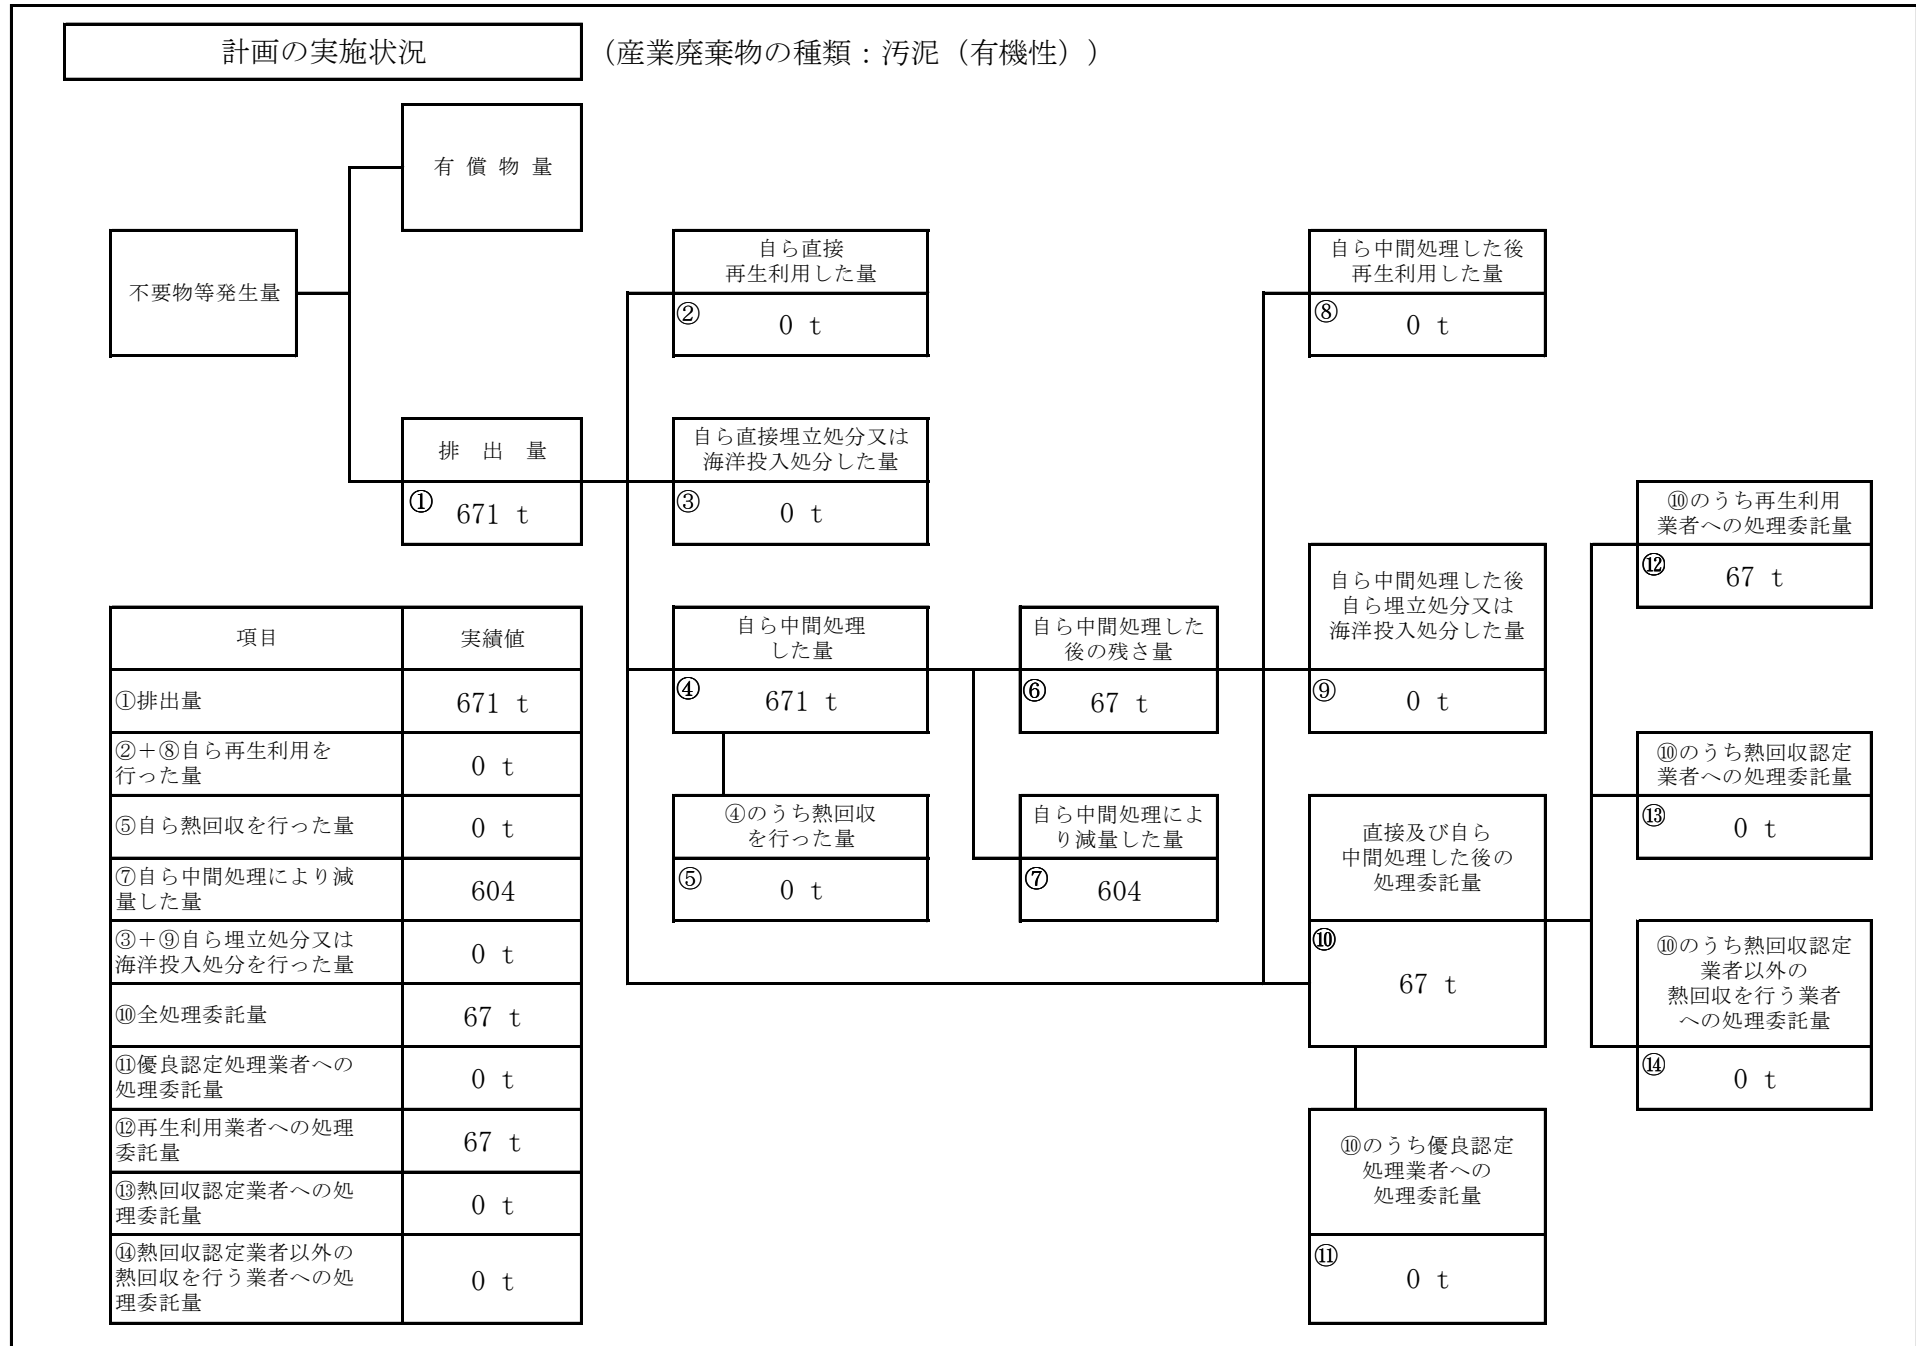 計画の実施状況 （産業廃棄物の種類：汚泥（有機性））
有 償 物 量
不要物等発生量
排 出 量
① 671 t
自ら直接
再生利用した量
② 0 t
自ら直接埋立処分又は
海洋投入処分した量
③ 0 t
自ら中間処理
した量
④ 671 t
④のうち熱回収
を行った量
⑤ 0 t
自ら中間処理した
後の残さ量
⑥ 67 t
自ら中間処理によ
り減量した量
⑦ 604
自ら中間処理した後
再生利用した量
⑧ 0 t
自ら中間処理した後
自ら埋立処分又は
海洋投入処分した量
⑨ 0 t
直接及び自ら
中間処理した後の
処理委託量
⑩
67 t
⑩のうち優良認定
処理業者への
処理委託量
⑪
0 t
⑩のうち再生利用
業者への処理委託量
⑫ 67 t
⑩のうち熱回収認定
業者への処理委託量
⑬ 0 t
⑩のうち熱回収認定
業者以外の
熱回収を行う業者
への処理委託量
⑭ 0 t
項目 実績値
①排出量 671 t
②＋⑧自ら再生利用を
行った量 0 t
⑤自ら熱回収を行った量 0 t
⑦自ら中間処理により減
量した量 604
③＋⑨自ら埋立処分又は
海洋投入処分を行った量 0 t
⑩全処理委託量 67 t
⑪優良認定処理業者への
処理委託量 0 t
⑫再生利用業者への処理
委託量 67 t
⑬熱回収認定業者への処
理委託量 0 t
⑭熱回収認定業者以外の
熱回収を行う業者への処
理委託量 0 t